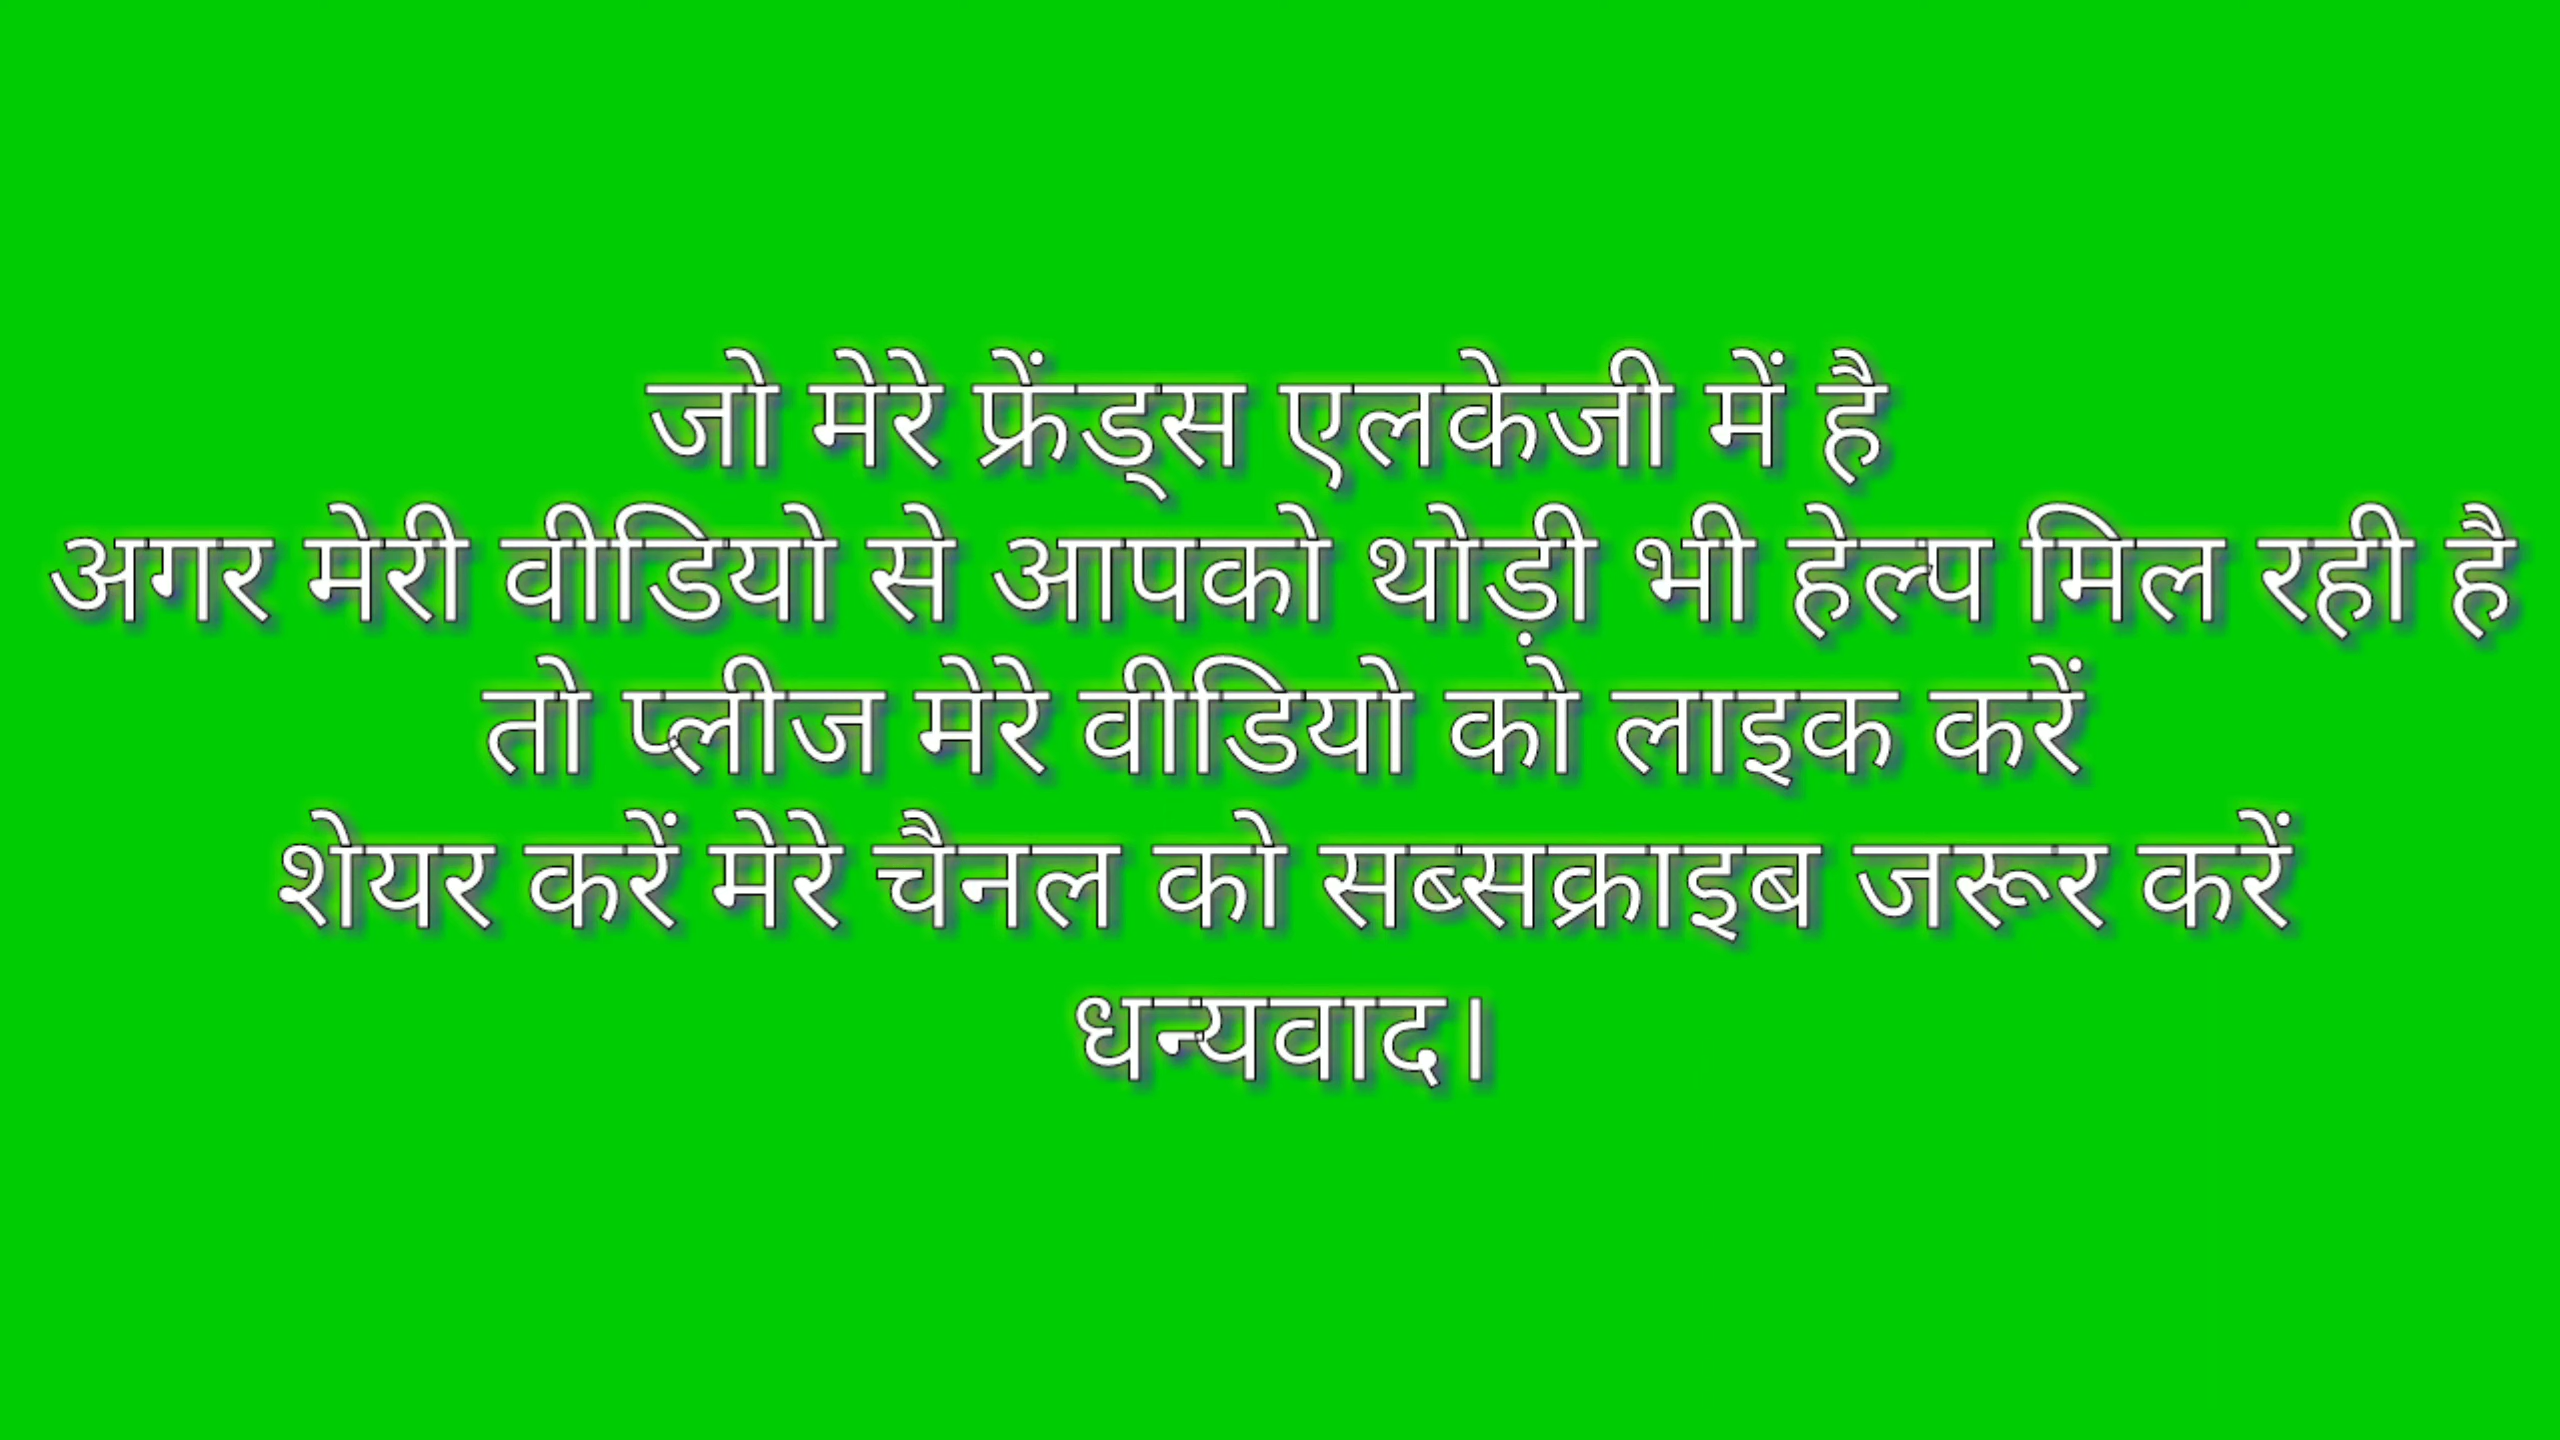 जो मेरे फ्रेंड्स एलकेजी में है
अगर मेरी वीडियो से आपको थोड़ी भी हेल्प मिल रही है
तो प्लीज मेरे वीडियो को लाइक करें
शेयर करें मेरे चैनल को सब्सक्राइब जरूर करें
धन्यवाद।